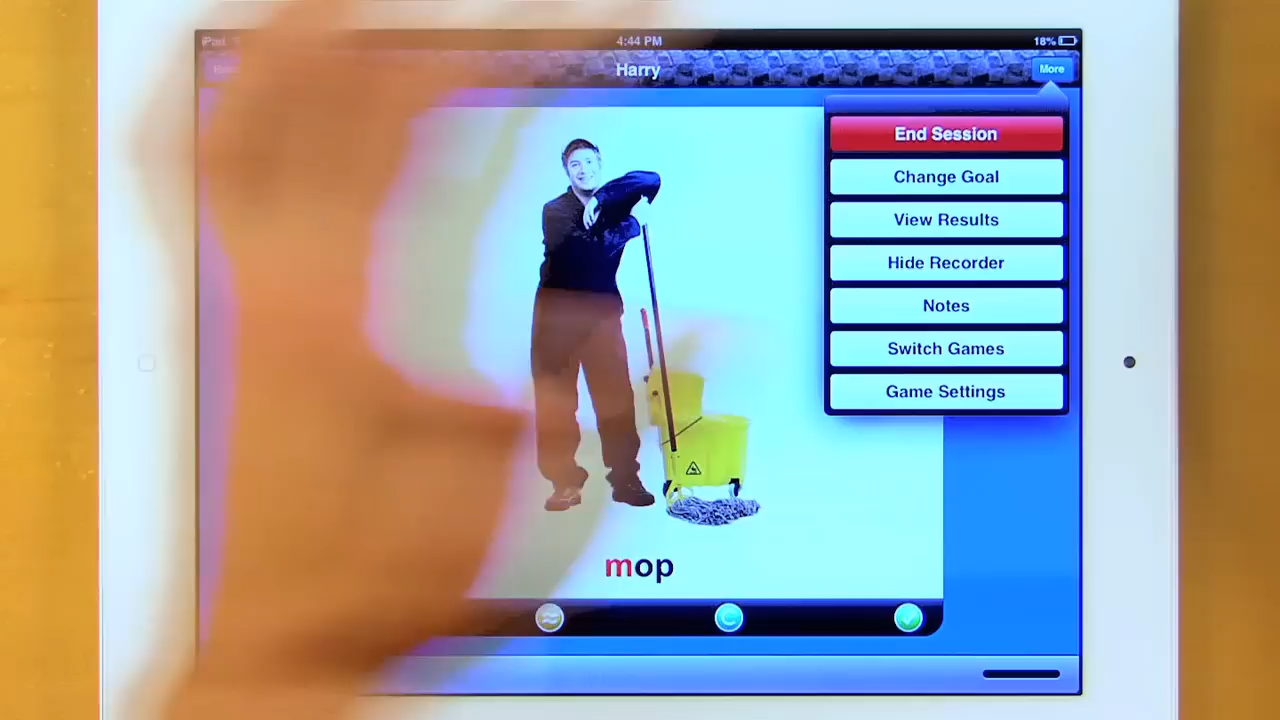 iPad
4:44 PM
18%
Harry
More
End Session
Change Goal
View Results
Hide Recorder
Notes
Switch Games
Game Settings
mop